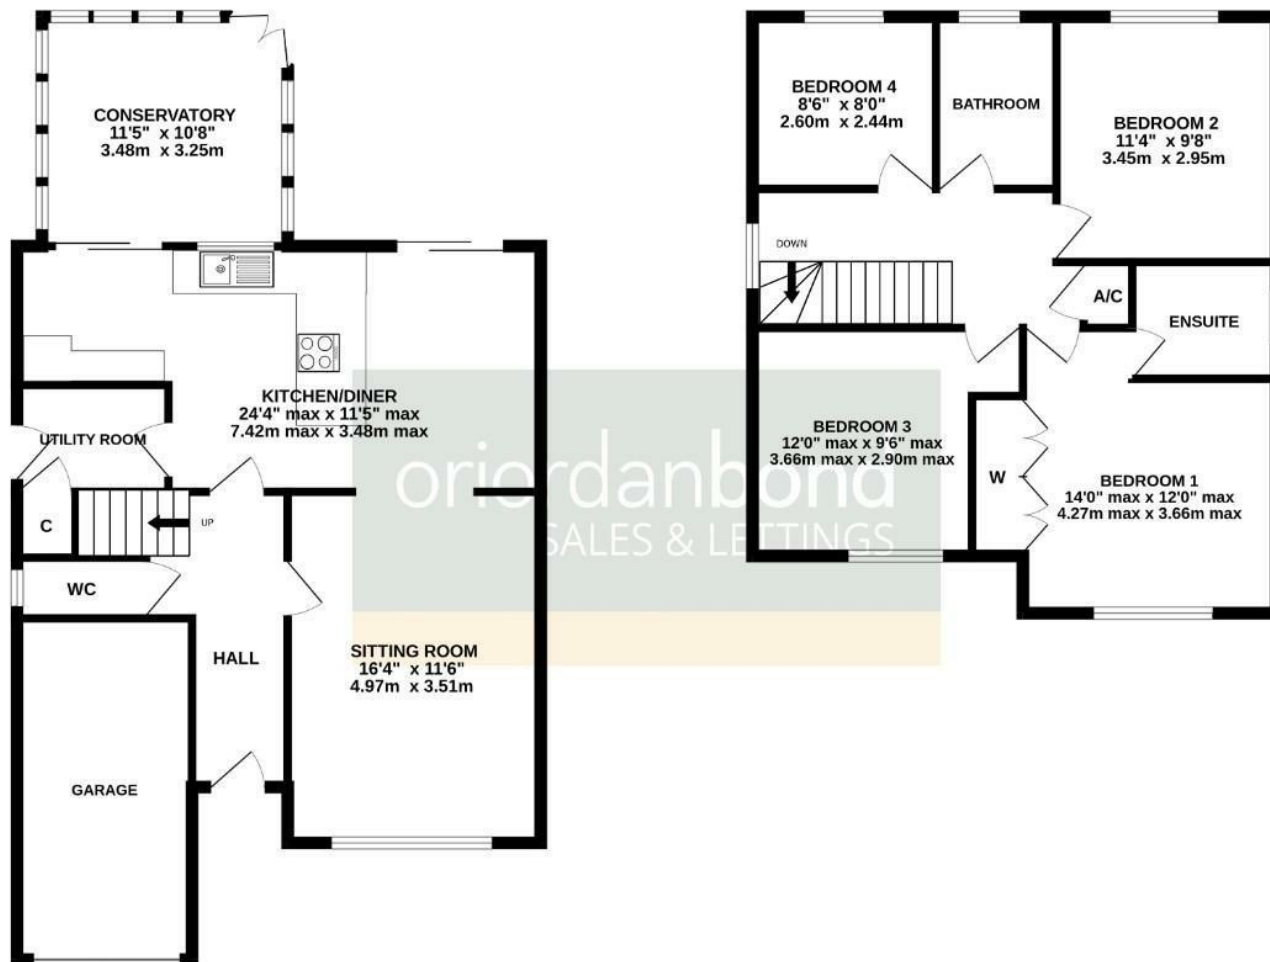 CONSERVATORY
11'5" x 10'8"
3.48m x 3.25m
KITCHEN/DINER
24'4" max x 11'5" max
7.42m max x 3.48m max
UTILITY ROOM
C
UP
WC
HALL
SITTING ROOM
16'4" x 11'6"
4.97m x 3.51m
GARAGE
BEDROOM 4
8'6" x 8'0"
2.60m x 2.44m
BATHROOM
BEDROOM 2
11'4" x 9'8"
3.45m x 2.95m
DOWN
A/C
ENSUITE
BEDROOM 3
12'0" max x 9'6" max
3.66m max x 2.90m max
W
BEDROOM 1
14'0" max x 12'0" max
4.27m max x 3.66m max
oriordanbond
SALES & LETTINGS